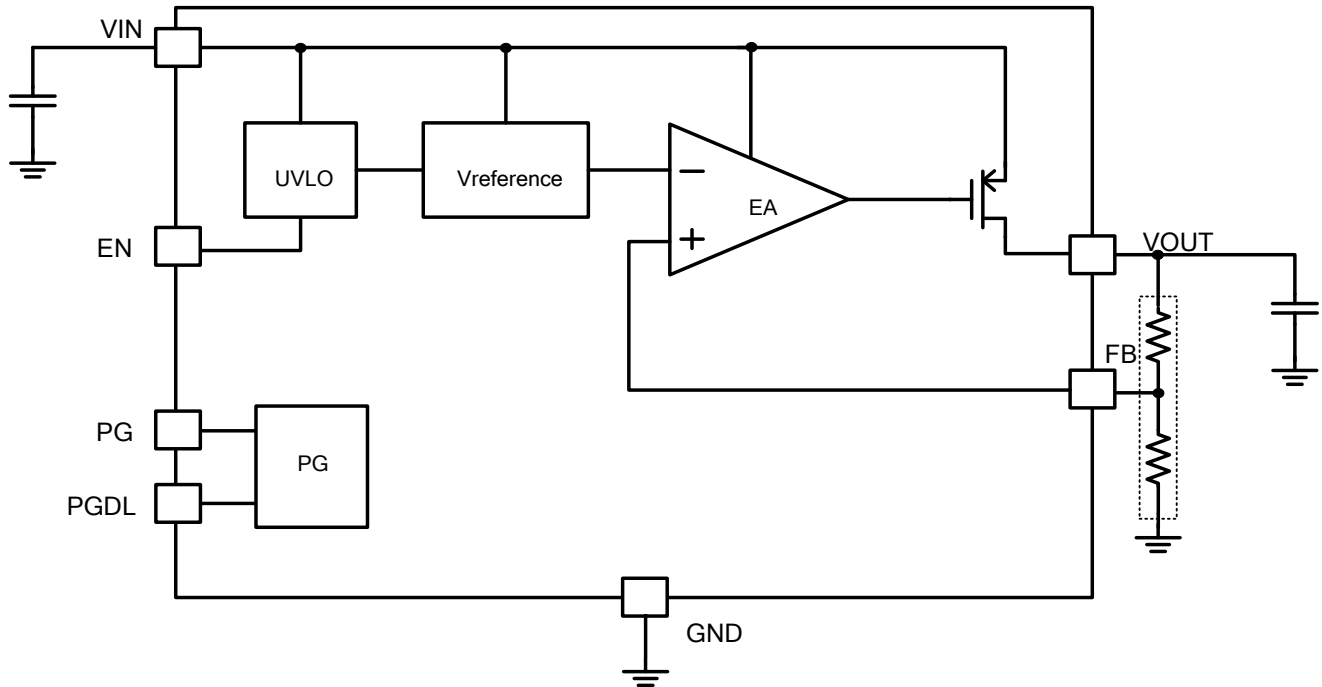 VIN
UVLO
Vreference
EA
EN
VOUT
FB
PG
PG
PGDL
GND